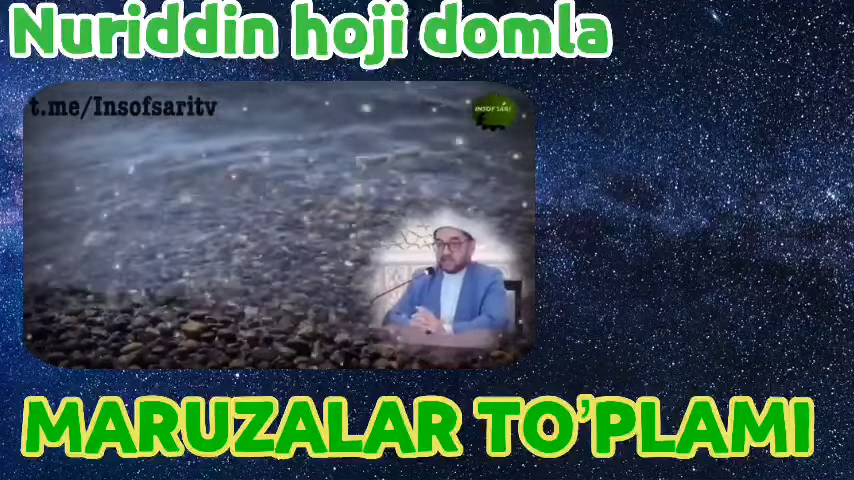 Nuriddin hoji domla
t.me/Insofsaritv
INSOF SARI
MARUZALAR TO’PLAMI